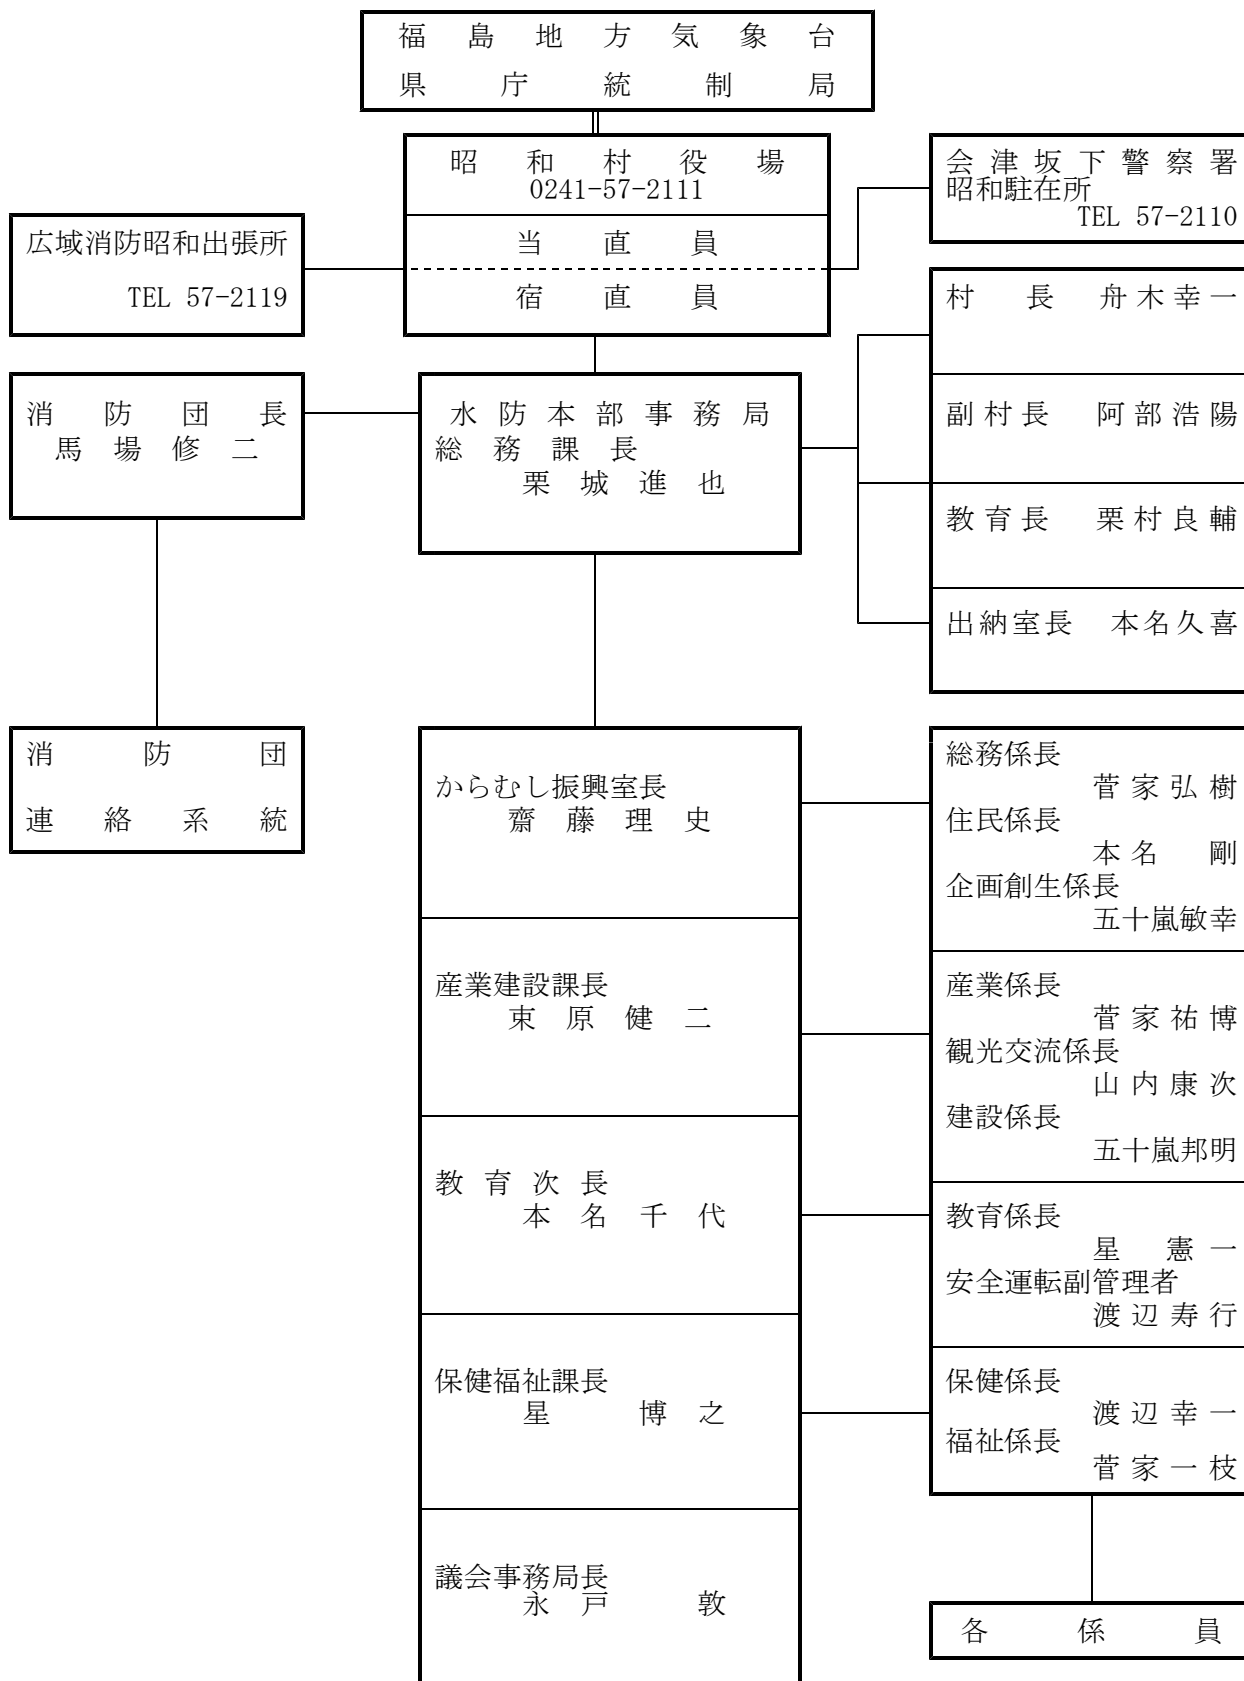 福島地方気象台
県庁統制局
昭和村役場
0241-57-2111
当直員
宿直員
会津坂下警察署
昭和駐在所
TEL 57-2110
広域消防昭和出張所
TEL 57-2119
村長 舟木幸一
副村長 阿部浩陽
教育長 栗村良輔
出納室長 本名久喜
消防団長
馬場修二
水防本部事務局
総務課長
栗城進也
消防団
連絡系統
からむし振興室長
齋藤理史
産業建設課長
束原健二
教育次長
本名千代
保健福祉課長
星博之
議会事務局長
永戸敦
総務係長
菅家弘樹
住民係長
本名剛
企画創生係長
五十嵐敏幸
産業係長
菅家祐博
観光交流係長
山内康次
建設係長
五十嵐邦明
教育係長
星憲一
安全運転副管理者
渡辺寿行
保健係長
渡辺幸一
福祉係長
菅家一枝
各係員